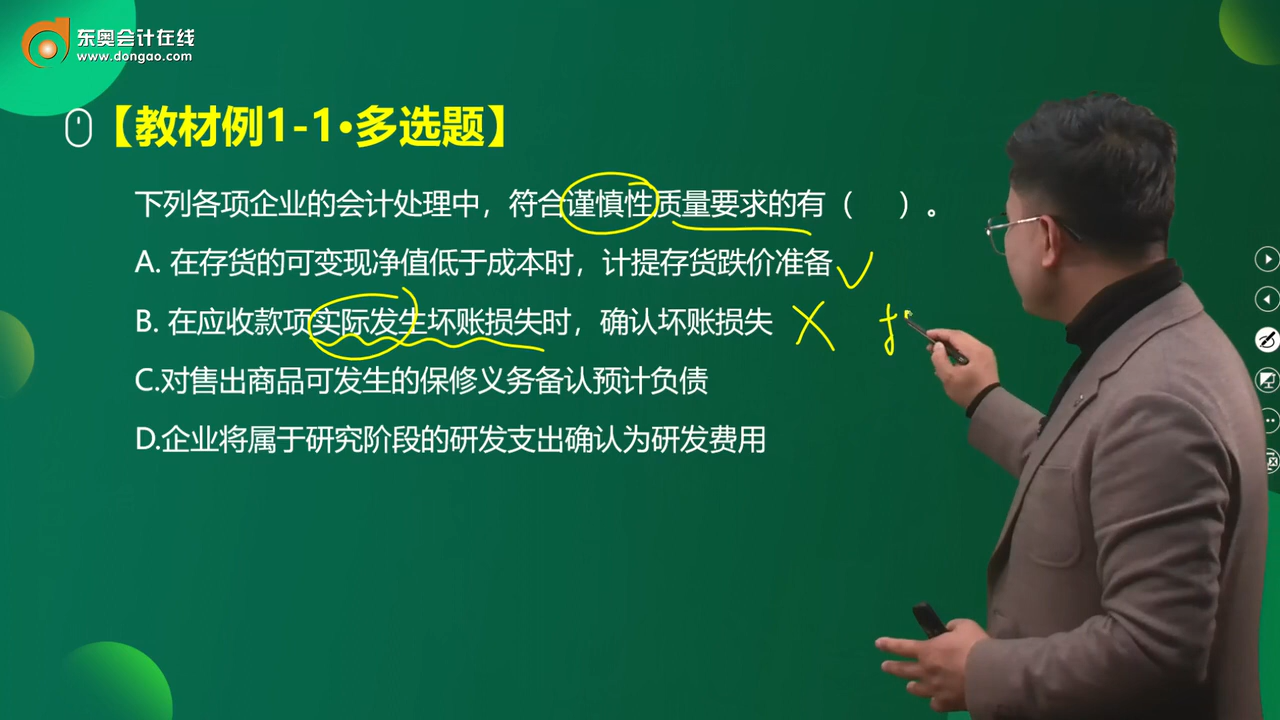 东奥会计在线
www.dongao.com
【教材例1-1•多选题】
下列各项企业的会计处理中，符合谨慎性质量要求的有（ ）。
A. 在存货的可变现净值低于成本时，计提存货跌价准备
B. 在应收款项实际发生坏账损失时，确认坏账损失
C.对售出商品可发生的保修义务备认预计负债
D.企业将属于研究阶段的研发支出确认为研发费用